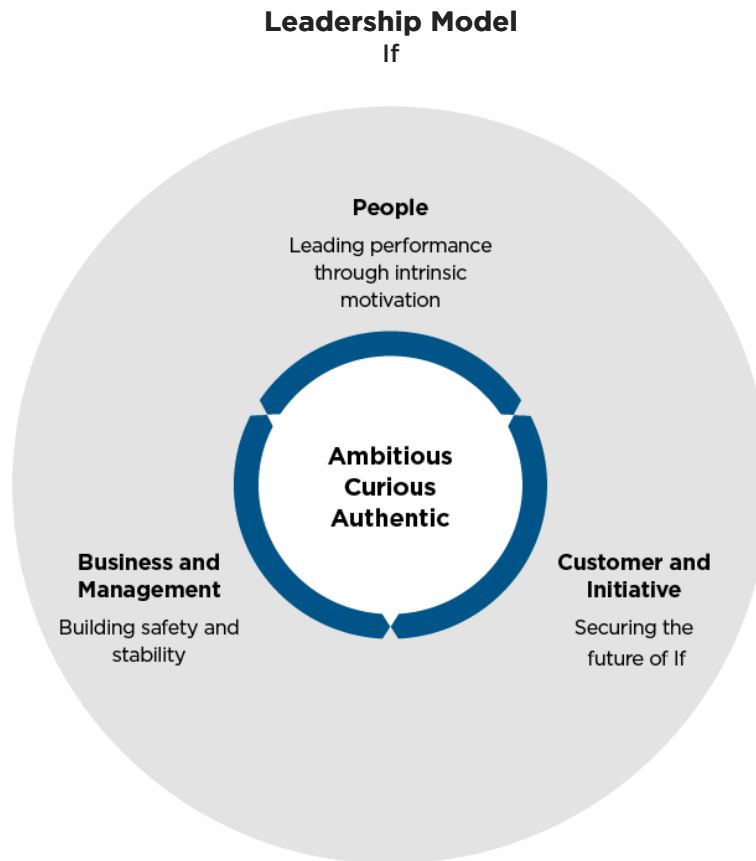 Leadership Model
If
People
Leading performance
through intrinsic
motivation
Ambitious
Curious
Authentic
Business and
Management
Building safety and
stability
Customer and
Initiative
Securing the
future of If